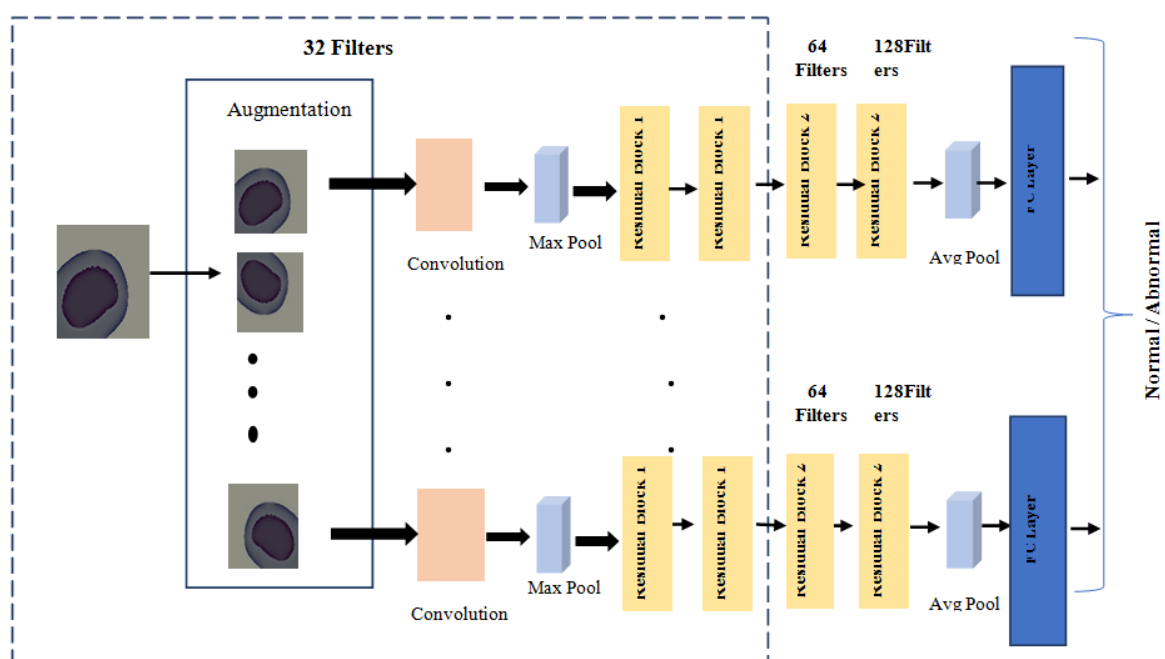 32 Filters
64
Filters
128Filt
ers
Augmentation
Residual Block 1
Residual Block 1
Residual Block 2
Residual Block 2
FC Layer
Max Pool
Convolution
Avg Pool
Normal / Abnormal
64
Filters
128Filt
ers
Residual Block 1
Residual Block 1
Residual Block 2
Residual Block 2
FC Layer
Max Pool
Convolution
Avg Pool